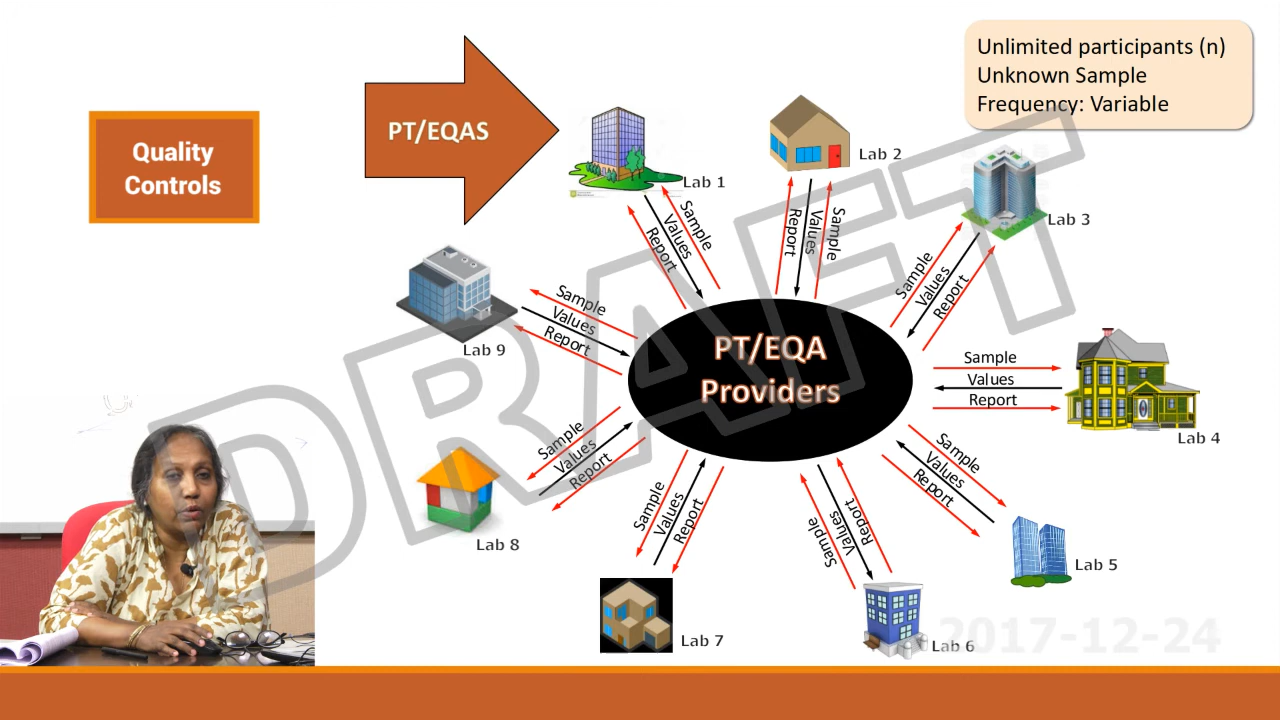 Unlimited participants (n)
Unknown Sample
Frequency: Variable
PT/EQAS
Quality
Controls
Lab 1
Lab 2
Lab 3
Sample
Values
Report
Report
Values
Sample
Sample
Values
Report
Lab 9
Sample
Values
Report
PT/EQA
Providers
Sample
Values
Report
Lab 4
Sample
Values
Report
Lab 8
Sample
Values
Report
Lab 5
Sample
Values
Report
Lab 7
Sample
Values
Report
Lab 6
DRAFT
2017-12-24